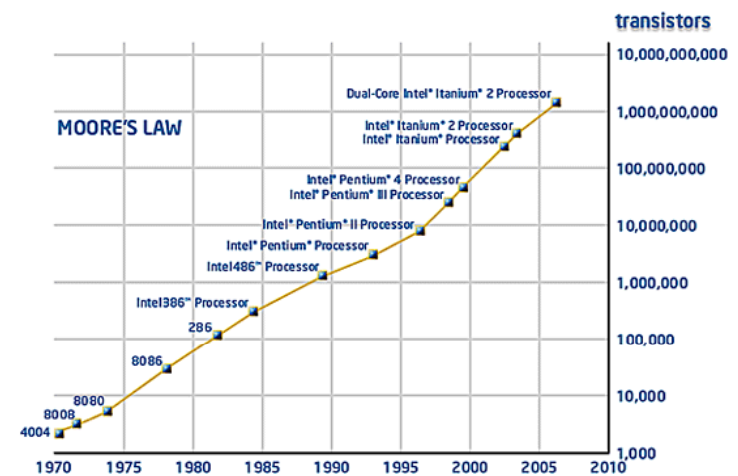 transistors
10,000,000,000
Dual-Core Intel® Itanium® 2 Processor
1,000,000,000
MOORE'S LAW
Intel® Itanium® 2 Processor
Intel® Itanium® Processor
100,000,000
Intel® Pentium® 4 Processor
Intel® Pentium® III Processor
10,000,000
Intel® Pentium® II Processor
Intel® Pentium® Processor
Intel486™ Processor
1,000,000
Intel386™ Processor
286
100,000
8086
10,000
8080
8008
4004
1,000
1970 1975 1980 1985 1990 1995 2000 2005 2010